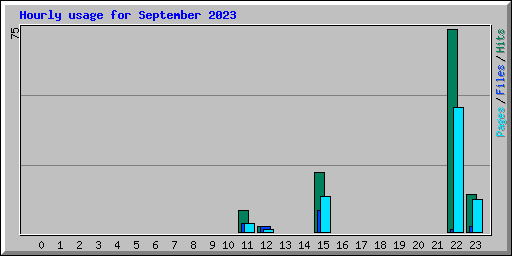 Hourly usage for September 2023
75
Pages/Files/Hits
0 1 2 3 4 5 6 7 8 9 10 11 12 13 14 15 16 17 18 19 20 21 22 23